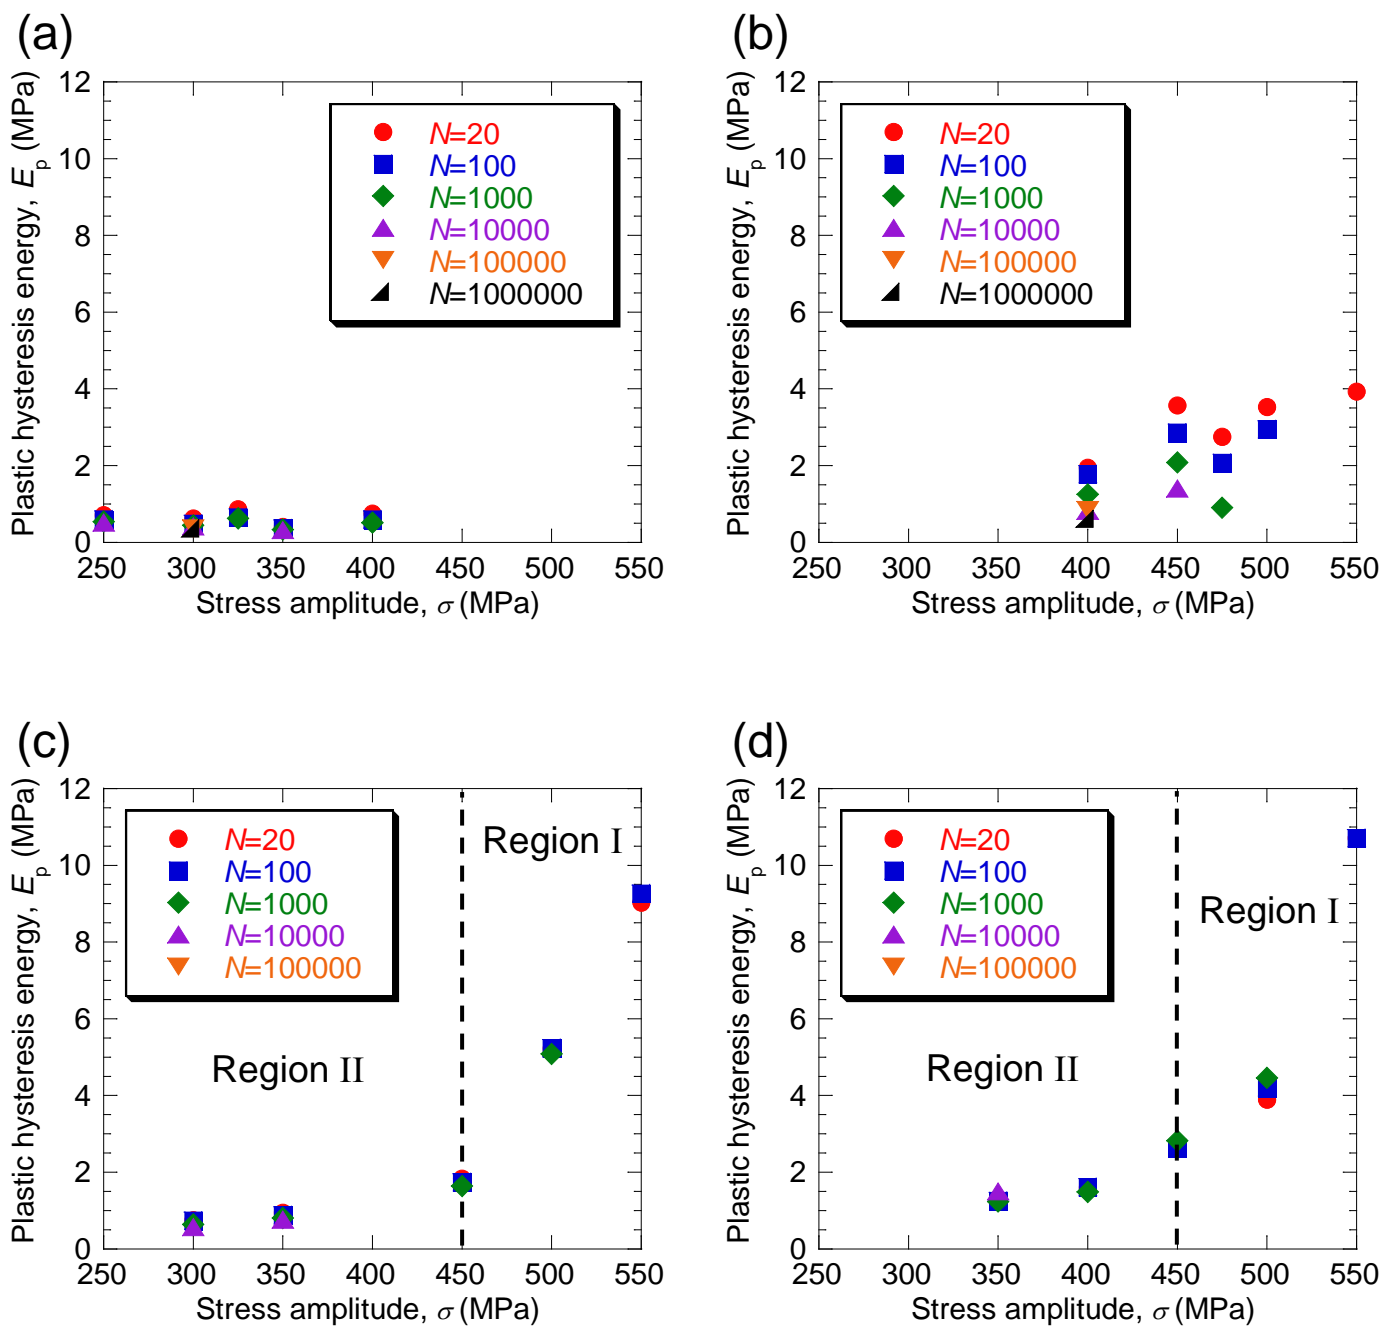 (a)
Plastic hysteresis energy, Ep (MPa)
12
10
8
6
4
2
0
N=20
N=100
N=1000
N=10000
N=100000
N=1000000
250 300 350 400 450 500 550
Stress amplitude, σ (MPa)
(b)
Plastic hysteresis energy, Ep (MPa)
12
10
8
6
4
2
0
N=20
N=100
N=1000
N=10000
N=100000
N=1000000
250 300 350 400 450 500 550
Stress amplitude, σ (MPa)
(c)
Plastic hysteresis energy, Ep (MPa)
12
10
8
6
4
2
0
N=20
N=100
N=1000
N=10000
N=100000
Region I
Region II
250 300 350 400 450 500 550
Stress amplitude, σ (MPa)
(d)
Plastic hysteresis energy, Ep (MPa)
12
10
8
6
4
2
0
N=20
N=100
N=1000
N=10000
N=100000
Region I
Region II
250 300 350 400 450 500 550
Stress amplitude, σ (MPa)